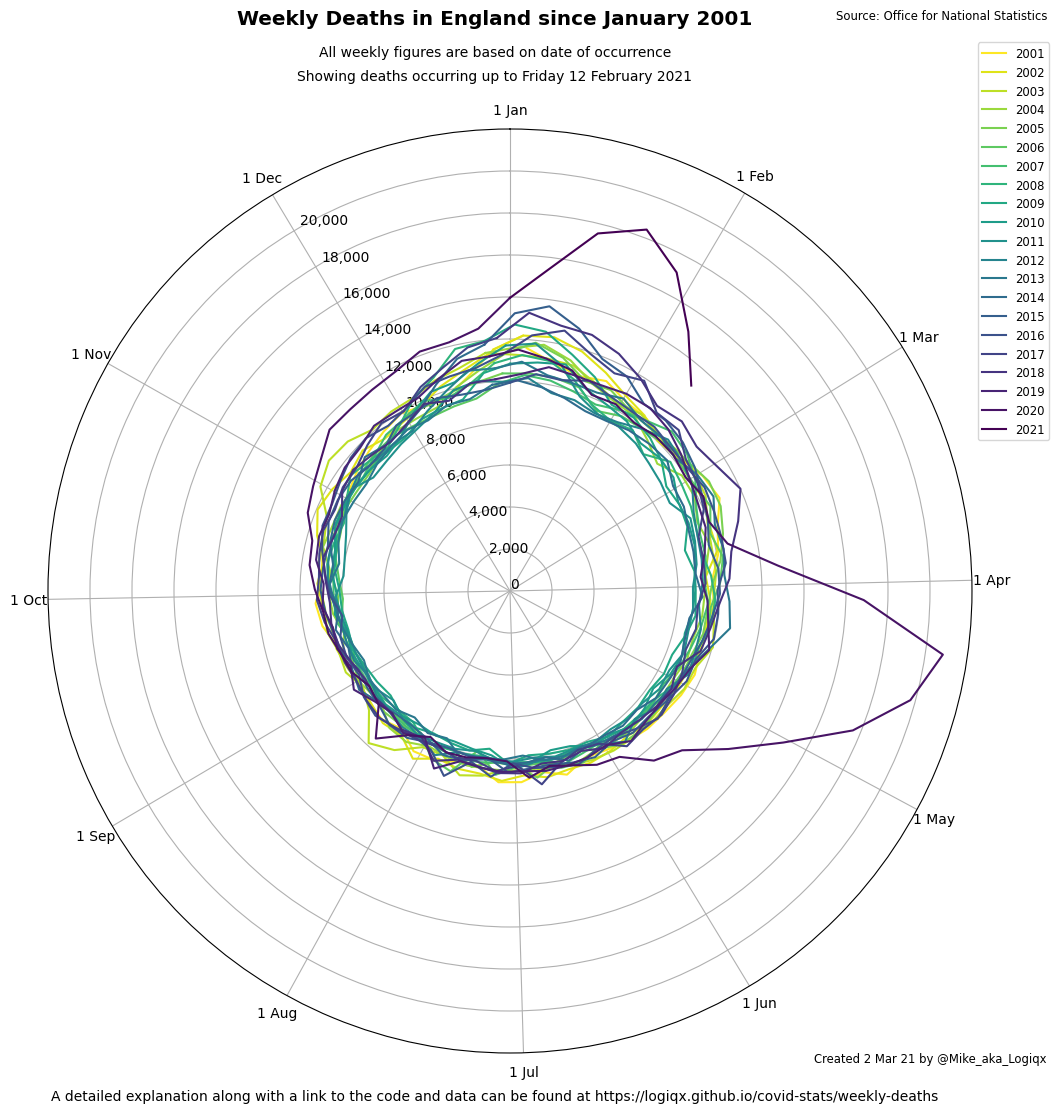 Weekly Deaths in England since January 2001
Source: Office for National Statistics
All weekly figures are based on date of occurrence
Showing deaths occurring up to Friday 12 February 2021
2001
2002
2003
2004
2005
2006
2007
2008
2009
2010
2011
2012
2013
2014
2015
2016
2017
2018
2019
2020
2021
1 Jan
1 Feb
1 Mar
1 Apr
1 May
1 Jun
1 Jul
1 Aug
1 Sep
1 Oct
1 Nov
1 Dec
20,000
18,000
16,000
14,000
12,000
10,000
8,000
6,000
4,000
2,000
0
Created 2 Mar 21 by @Mike_aka_Logiqx
A detailed explanation along with a link to the code and data can be found at https://logiqx.github.io/covid-stats/weekly-deaths